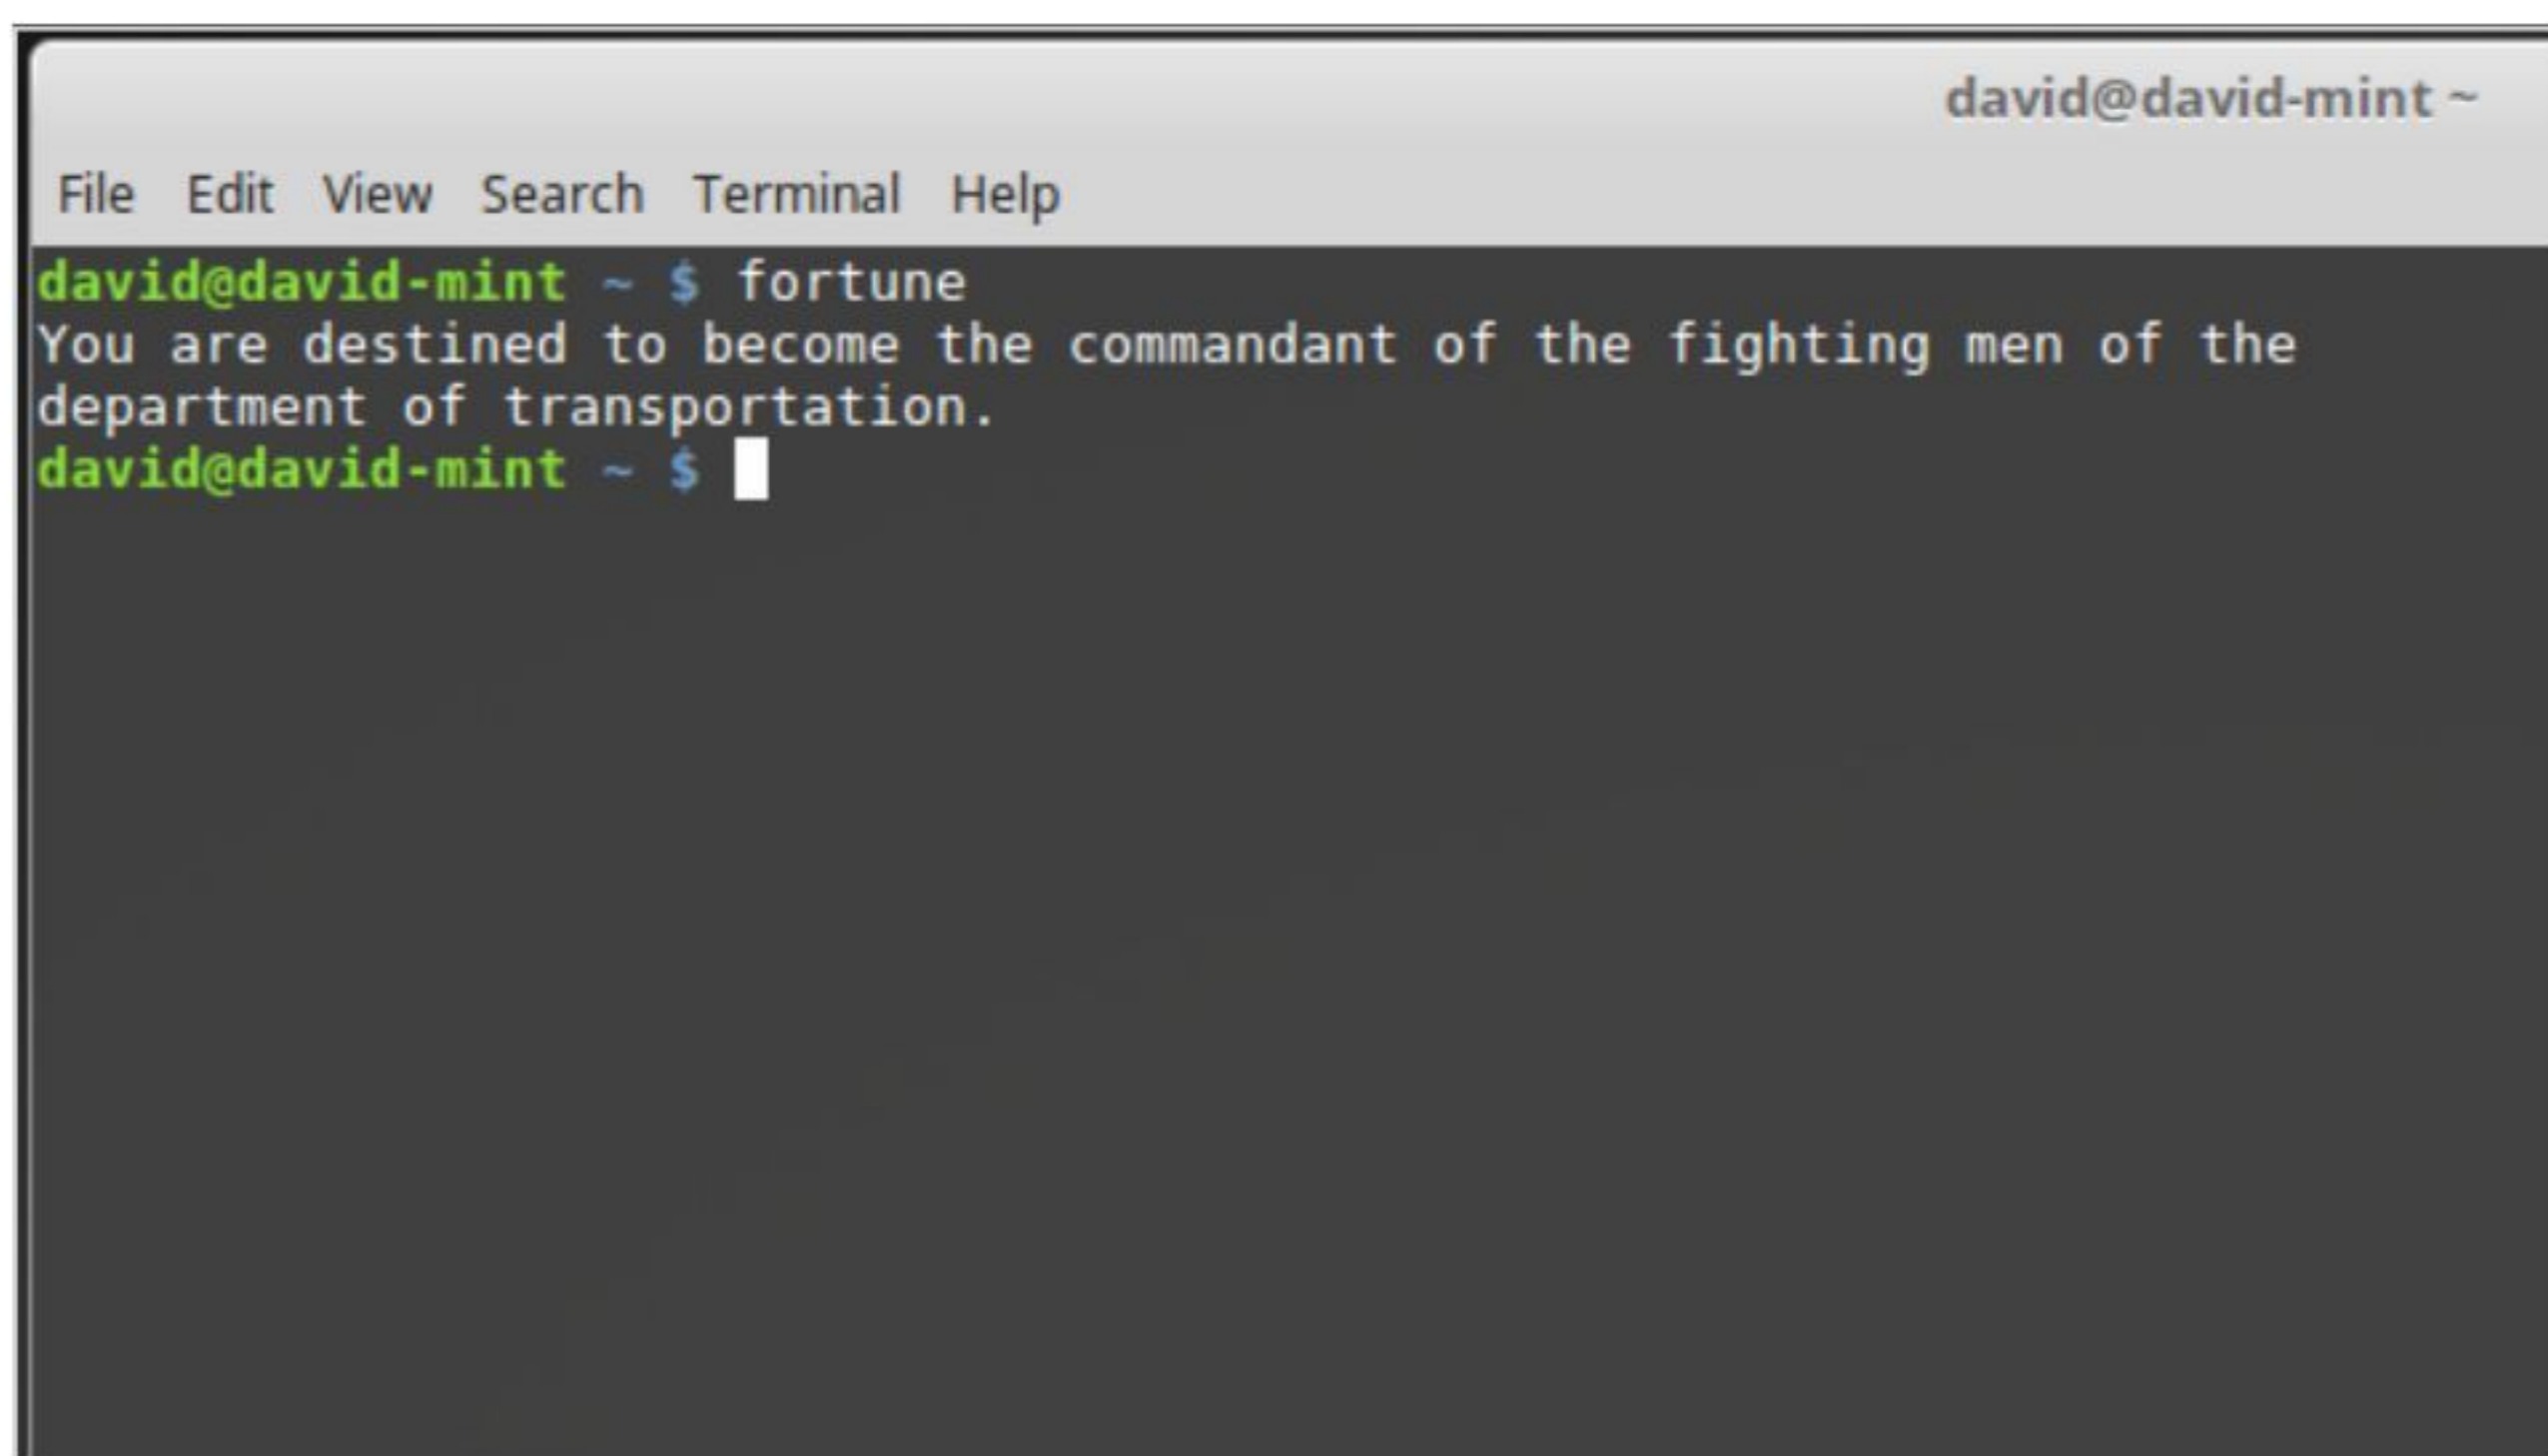 david@david-mint ~
File Edit View Search Terminal Help
david@david-mint ~ $ fortune
You are destined to become the commandant of the fighting men of the
department of transportation.
david@david-mint ~ $